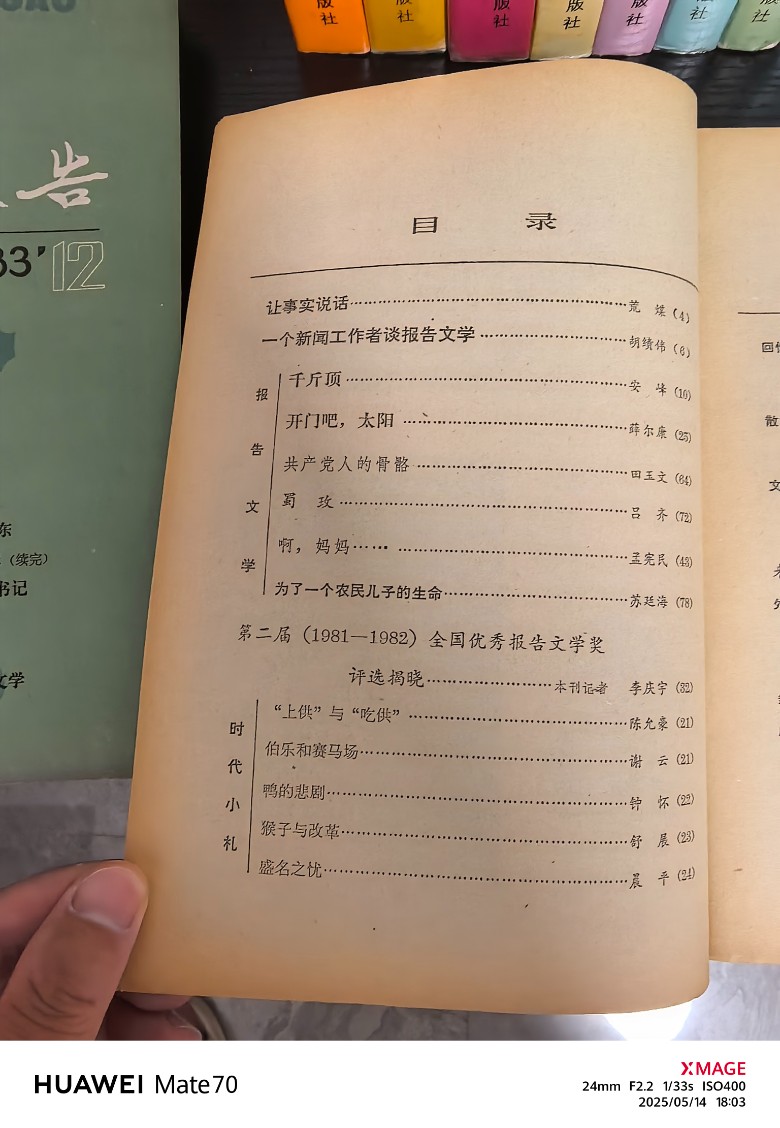 版社
版社
版社
版社
版社
版社
版社
告
83'12
东
（续完）
书记
文学
目 录
让事实说话……荒 煤（4）
一个新闻工作者谈报告文学……胡绩伟（6）
报告文学
千斤顶……安 峰（10）
开门吧，太阳……薛尔康（25）
共产党人的骨骼……田玉文（64）
蜀 玫……吕 齐（72）
啊，妈妈…… ……孟宪民（43）
为了一个农民儿子的生命……苏廷海（78）
第二届（1981—1982）全国优秀报告文学奖
评选揭晓……本刊记者 李庆宇（32）
时代小札
“上供”与“吃供”……陈允豪（21）
伯乐和赛马场……谢 云（21）
鸭的悲剧……钟 怀（22）
猴子与改革……舒 展（23）
盛名之忧……晨 平（24）
回忆
散
文
HUAWEI Mate70
XMAGE
24mm F2.2 1/33s ISO400
2025/05/14 18:03